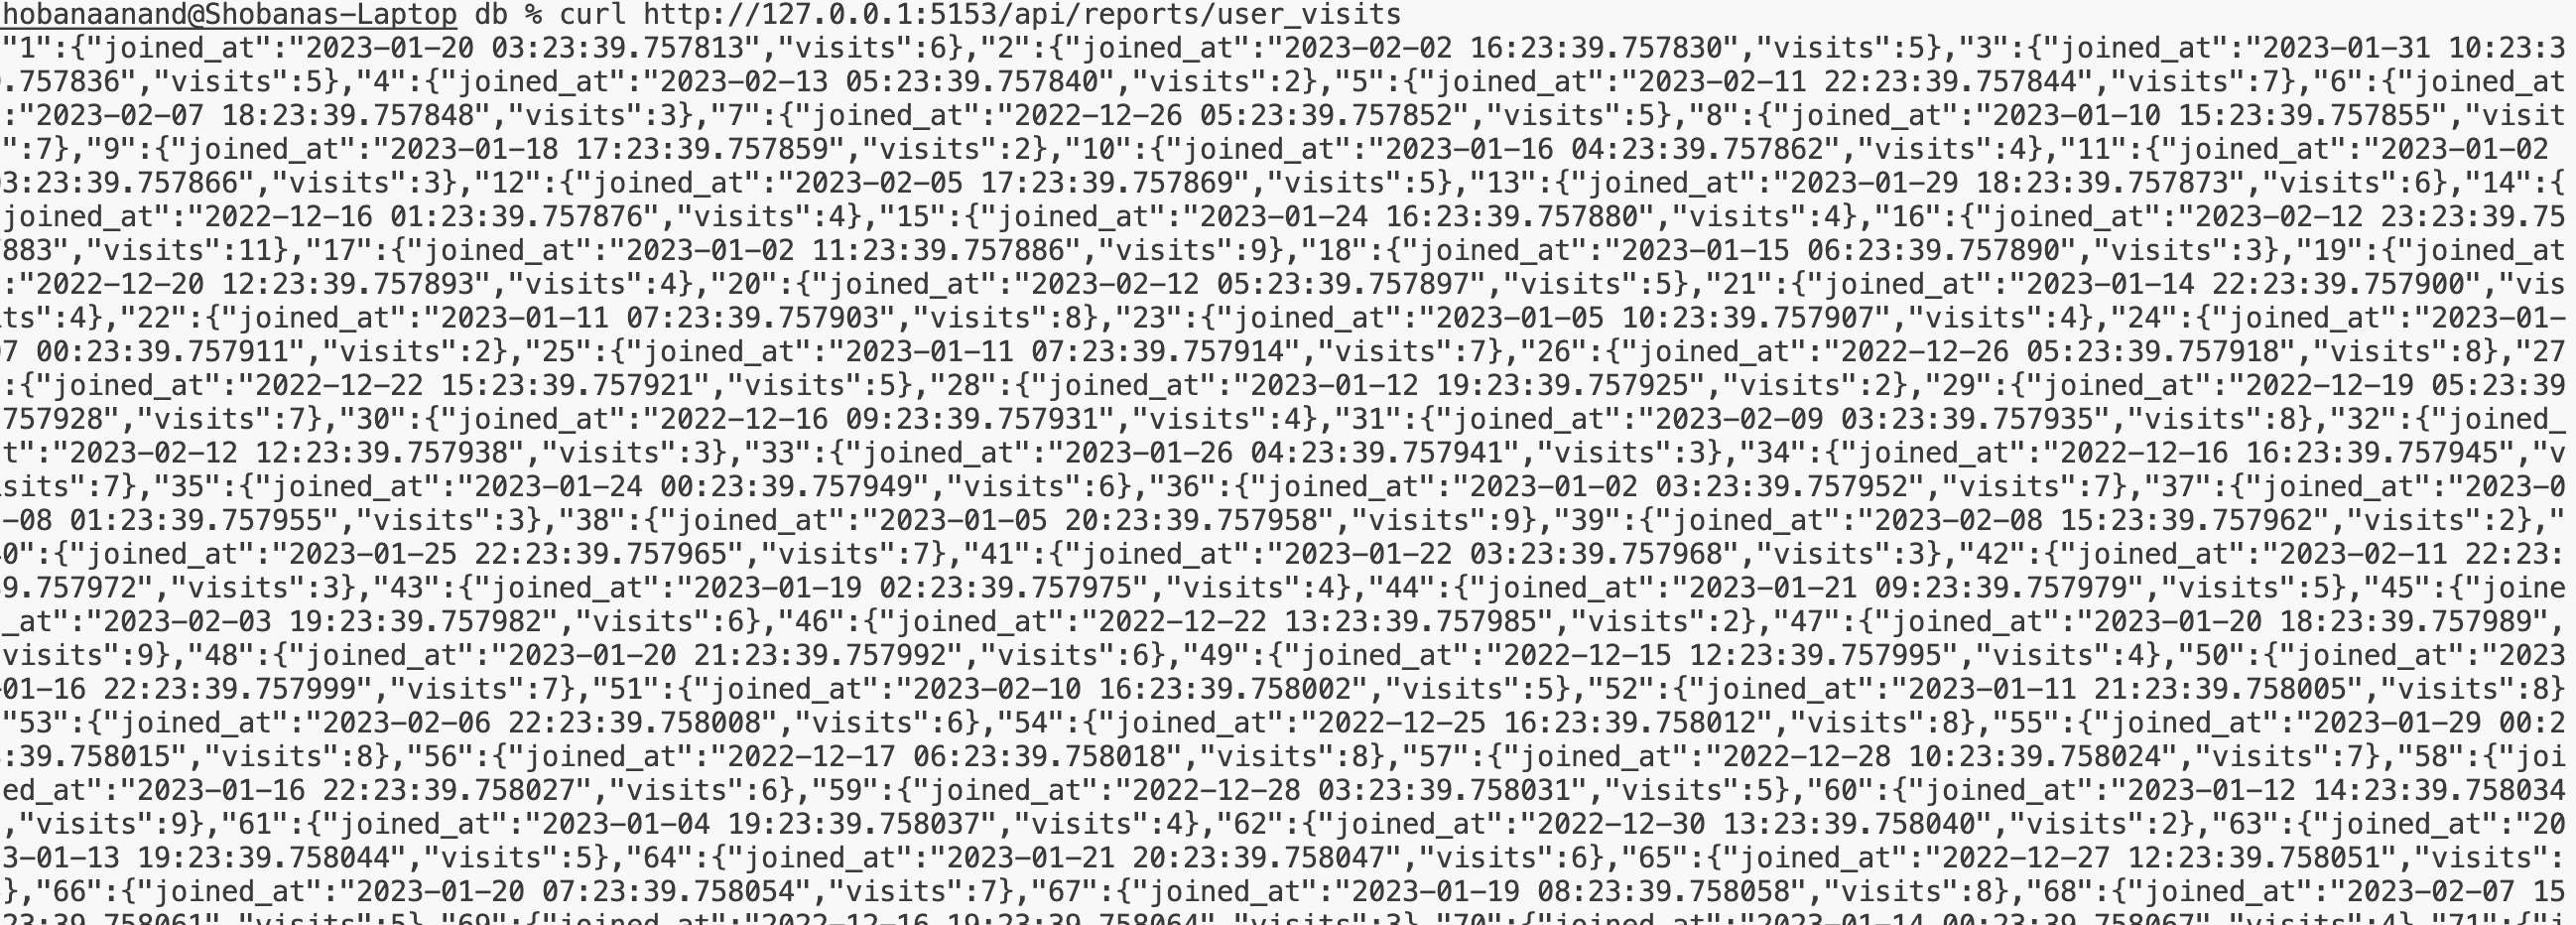 hobanaanand@Shobanas-Laptop db % curl http://127.0.0.1:5153/api/reports/user_visits
"1":{"joined_at":"2023-01-20 03:23:39.757813","visits":6},"2":{"joined_at":"2023-02-02 16:23:39.757830","visits":5},"3":{"joined_at":"2023-01-31 10:23:3
.757836","visits":5},"4":{"joined_at":"2023-02-13 05:23:39.757840","visits":2},"5":{"joined_at":"2023-02-11 22:23:39.757844","visits":7},"6":{"joined_at
:"2023-02-07 18:23:39.757848","visits":3},"7":{"joined_at":"2022-12-26 05:23:39.757852","visits":5},"8":{"joined_at":"2023-01-10 15:23:39.757855","visit
":7},"9":{"joined_at":"2023-01-18 17:23:39.757859","visits":2},"10":{"joined_at":"2023-01-16 04:23:39.757862","visits":4},"11":{"joined_at":"2023-01-02
3:23:39.757866","visits":3},"12":{"joined_at":"2023-02-05 17:23:39.757869","visits":5},"13":{"joined_at":"2023-01-29 18:23:39.757873","visits":6},"14":{
joined_at":"2022-12-16 01:23:39.757876","visits":4},"15":{"joined_at":"2023-01-24 16:23:39.757880","visits":4},"16":{"joined_at":"2023-02-12 23:23:39.75
883","visits":11},"17":{"joined_at":"2023-01-02 11:23:39.757886","visits":9},"18":{"joined_at":"2023-01-15 06:23:39.757890","visits":3},"19":{"joined_at
:"2022-12-20 12:23:39.757893","visits":4},"20":{"joined_at":"2023-02-12 05:23:39.757897","visits":5},"21":{"joined_at":"2023-01-14 22:23:39.757900","vis
ts":4},"22":{"joined_at":"2023-01-11 07:23:39.757903","visits":8},"23":{"joined_at":"2023-01-05 10:23:39.757907","visits":4},"24":{"joined_at":"2023-01-
7 00:23:39.757911","visits":2},"25":{"joined_at":"2023-01-11 07:23:39.757914","visits":7},"26":{"joined_at":"2022-12-26 05:23:39.757918","visits":8},"27
:{"joined_at":"2022-12-22 15:23:39.757921","visits":5},"28":{"joined_at":"2023-01-12 19:23:39.757925","visits":2},"29":{"joined_at":"2022-12-19 05:23:39
757928","visits":7},"30":{"joined_at":"2022-12-16 09:23:39.757931","visits":4},"31":{"joined_at":"2023-02-09 03:23:39.757935","visits":8},"32":{"joined_
t":"2023-02-12 12:23:39.757938","visits":3},"33":{"joined_at":"2023-01-26 04:23:39.757941","visits":3},"34":{"joined_at":"2022-12-16 16:23:39.757945","v
sits":7},"35":{"joined_at":"2023-01-24 00:23:39.757949","visits":6},"36":{"joined_at":"2023-01-02 03:23:39.757952","visits":7},"37":{"joined_at":"2023-0
-08 01:23:39.757955","visits":3},"38":{"joined_at":"2023-01-05 20:23:39.757958","visits":9},"39":{"joined_at":"2023-02-08 15:23:39.757962","visits":2},"
0":{"joined_at":"2023-01-25 22:23:39.757965","visits":7},"41":{"joined_at":"2023-01-22 03:23:39.757968","visits":3},"42":{"joined_at":"2023-02-11 22:23:
9.757972","visits":3},"43":{"joined_at":"2023-01-19 02:23:39.757975","visits":4},"44":{"joined_at":"2023-01-21 09:23:39.757979","visits":5},"45":{"joine
_at":"2023-02-03 19:23:39.757982","visits":6},"46":{"joined_at":"2022-12-22 13:23:39.757985","visits":2},"47":{"joined_at":"2023-01-20 18:23:39.757989",
visits":9},"48":{"joined_at":"2023-01-20 21:23:39.757992","visits":6},"49":{"joined_at":"2022-12-15 12:23:39.757995","visits":4},"50":{"joined_at":"2023
01-16 22:23:39.757999","visits":7},"51":{"joined_at":"2023-02-10 16:23:39.758002","visits":5},"52":{"joined_at":"2023-01-11 21:23:39.758005","visits":8}
"53":{"joined_at":"2023-02-06 22:23:39.758008","visits":6},"54":{"joined_at":"2022-12-25 16:23:39.758012","visits":8},"55":{"joined_at":"2023-01-29 00:2
:39.758015","visits":8},"56":{"joined_at":"2022-12-17 06:23:39.758018","visits":8},"57":{"joined_at":"2022-12-28 10:23:39.758024","visits":7},"58":{"joi
ed_at":"2023-01-16 22:23:39.758027","visits":6},"59":{"joined_at":"2022-12-28 03:23:39.758031","visits":5},"60":{"joined_at":"2023-01-12 14:23:39.758034
,"visits":9},"61":{"joined_at":"2023-01-04 19:23:39.758037","visits":4},"62":{"joined_at":"2022-12-30 13:23:39.758040","visits":2},"63":{"joined_at":"20
3-01-13 19:23:39.758044","visits":5},"64":{"joined_at":"2023-01-21 20:23:39.758047","visits":6},"65":{"joined_at":"2022-12-27 12:23:39.758051","visits":
},"66":{"joined_at":"2023-01-20 07:23:39.758054","visits":7},"67":{"joined_at":"2023-01-19 08:23:39.758058","visits":8},"68":{"joined_at":"2023-02-07 15
23:39.758061","visits":5},"69":{"joined_at":"2022-12-16 19:23:39.758064","visits":3},"70":{"joined_at":"2023-01-14 00:23:39.758067","visits":4},"71":{"j